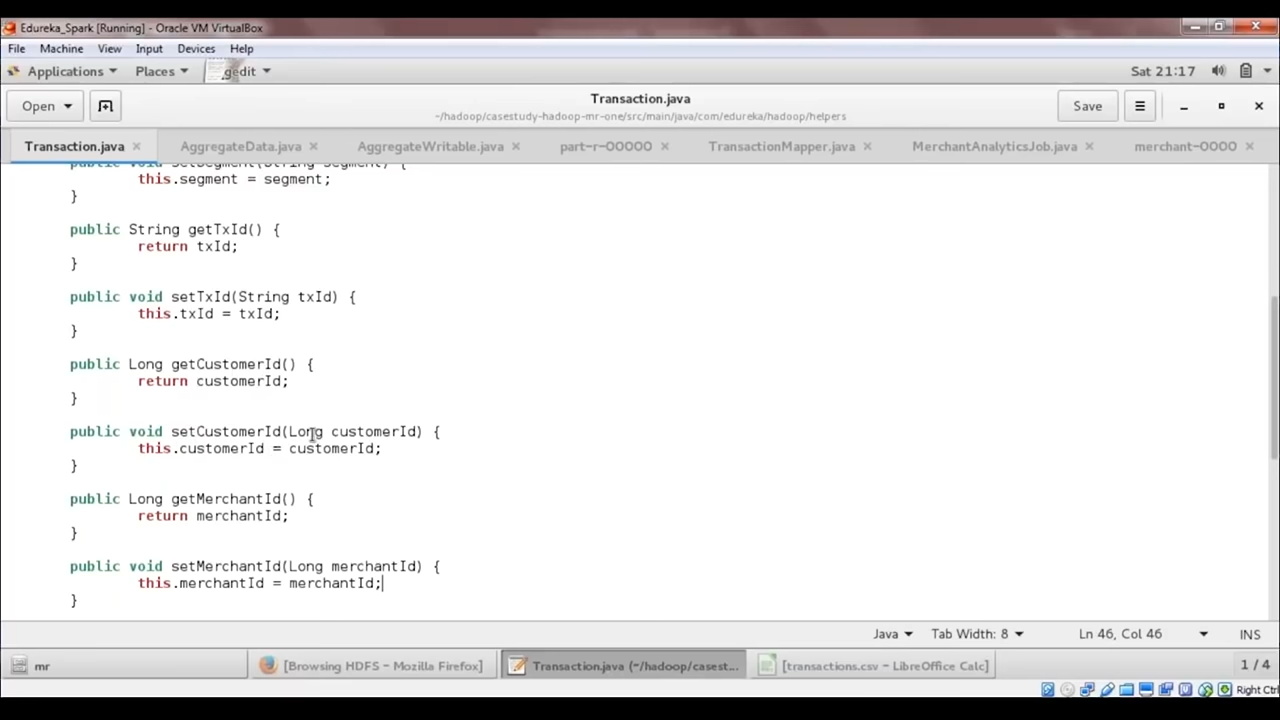 Edureka_Spark [Running] - Oracle VM VirtualBox
File Machine View Input Devices Help
Applications Places gedit Sat 21:17
Open Transaction.java Save
~/hadoop/casestudy-hadoop-mr-one/src/main/java/com/edureka/hadoop/helpers
Transaction.java AggregateData.java AggregateWritable.java part-r-00000 TransactionMapper.java MerchantAnalyticsJob.java merchant-0000
public void setSegment(String segment) {
this.segment = segment;
}
public String getTxId() {
return txId;
}
public void setTxId(String txId) {
this.txId = txId;
}
public Long getCustomerId() {
return customerId;
}
public void setCustomerId(Long customerId) {
this.customerId = customerId;
}
public Long getMerchantId() {
return merchantId;
}
public void setMerchantId(Long merchantId) {
this.merchantId = merchantId;
}
Java Tab Width: 8 Ln 46, Col 46 INS
mr [Browsing HDFS - Mozilla Firefox] Transaction.java (~/hadoop/casest... [transactions.csv - LibreOffice Calc] 1 / 4
Right Ctrl